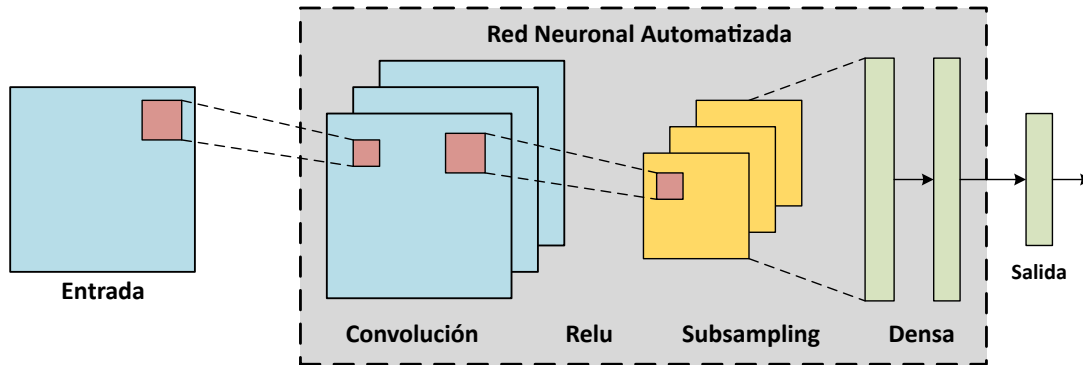 Red Neuronal Automatizada
Entrada
Salida
Convolución Relu Subsampling Densa